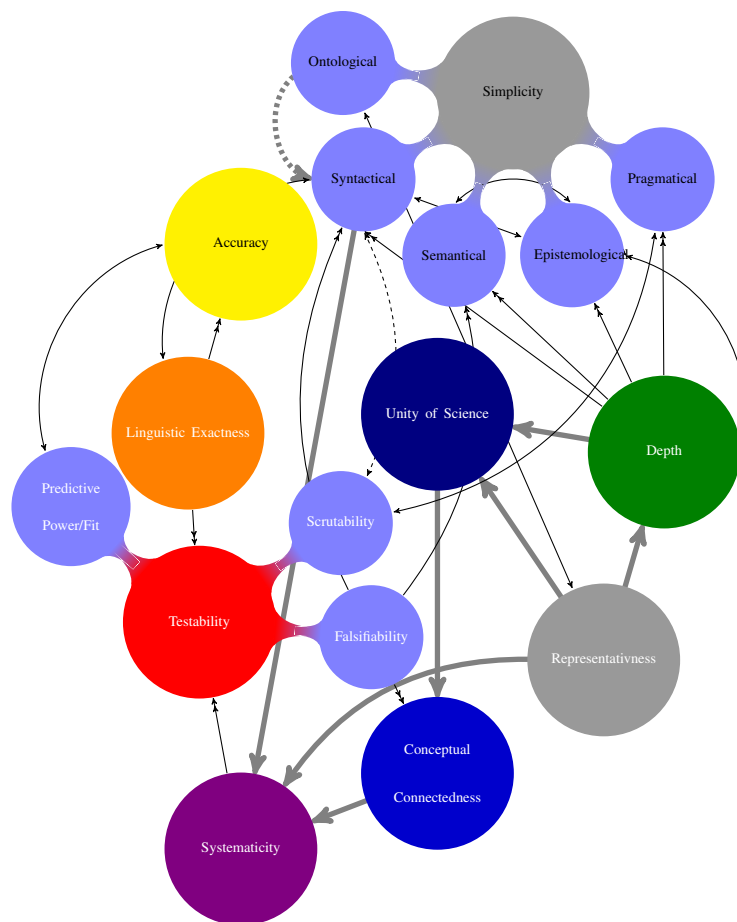 Ontological
Simplicity
Syntactical
Pragmatical
Accuracy
Semantical
Epistemological
Unity of Science
Linguistic Exactness
Depth
Predictive
Power/Fit
Scrutability
Testability
Falsifiability
Representativness
Conceptual
Connectedness
Systematicity